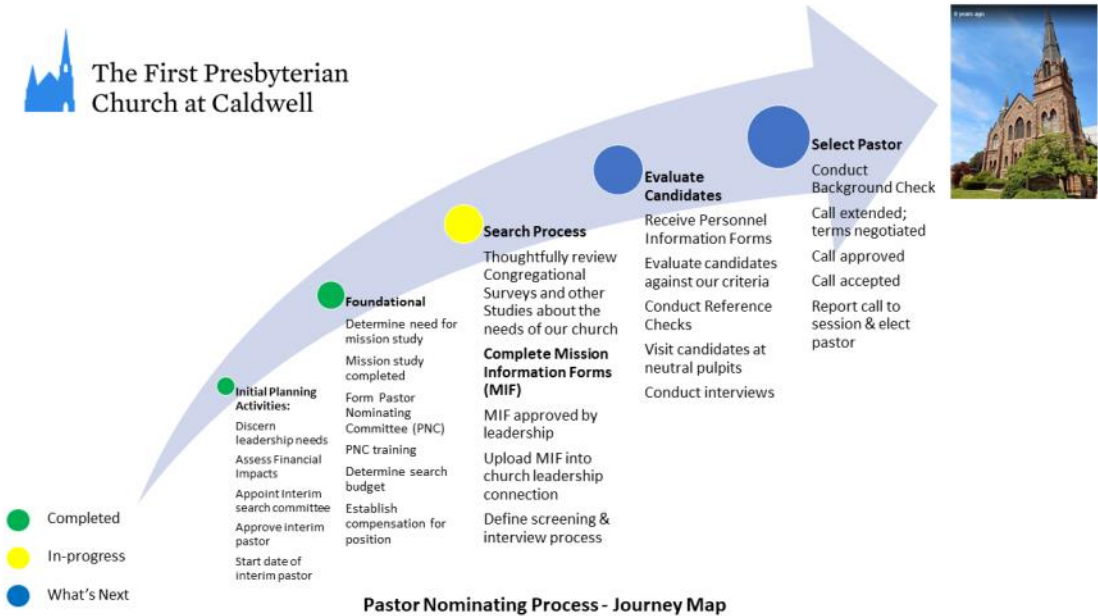 The First Presbyterian
Church at Caldwell
6 years ago
Initial Planning
Activities:
Discern
leadership needs
Assess Financial
Impacts
Appoint Interim
search committee
Approve interim
pastor
Start date of
interim pastor
Foundational
Determine need for
mission study
Mission study
completed
Form Pastor
Nominating
Committee (PNC)
PNC training
Determine search
budget
Establish
compensation for
position
Search Process
Thoughtfully review
Congregational
Surveys and other
Studies about the
needs of our church
Complete Mission
Information Forms
(MIF)
MIF approved by
leadership
Upload MIF into
church leadership
connection
Define screening &
interview process
Evaluate
Candidates
Receive Personnel
Information Forms
Evaluate candidates
against our criteria
Conduct Reference
Checks
Visit candidates at
neutral pulpits
Conduct interviews
Select Pastor
Conduct
Background Check
Call extended;
terms negotiated
Call approved
Call accepted
Report call to
session & elect
pastor
Completed
In-progress
What's Next
Pastor Nominating Process - Journey Map